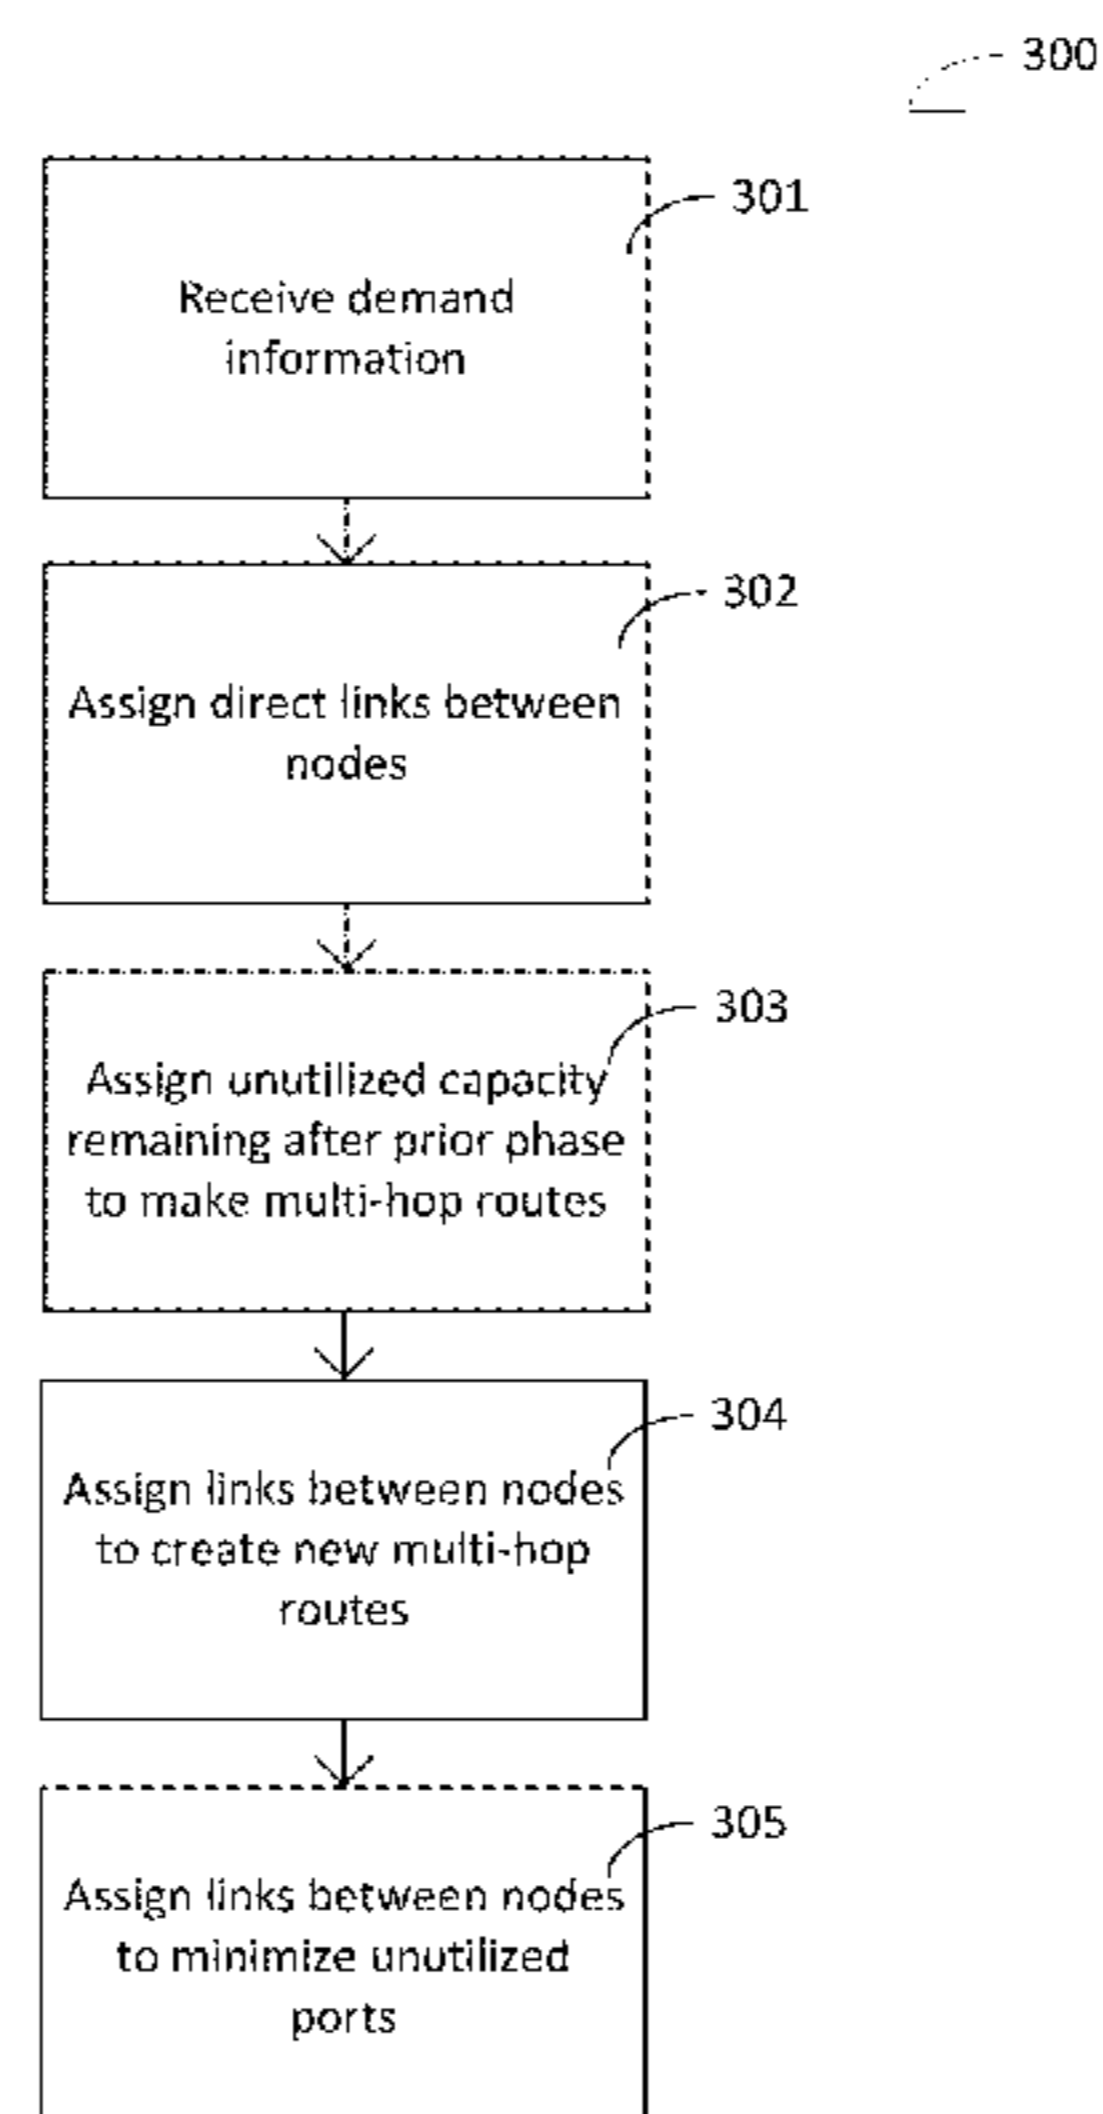 300
301
Receive demand
information
302
Assign direct links between
nodes
303
Assign unutilized capacity
remaining after prior phase
to make multi-hop routes
304
Assign links between nodes
to create new multi-hop
routes
305
Assign links between nodes
to minimize unutilized
ports